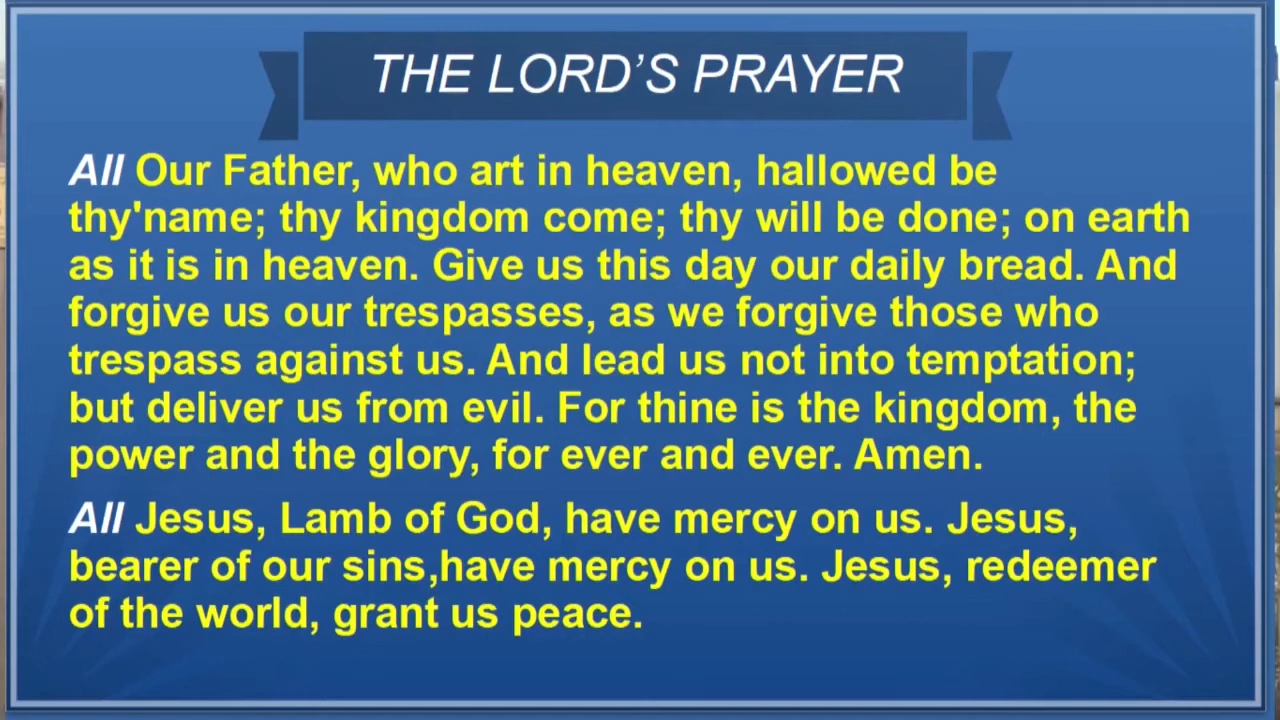 THE LORD’S PRAYER
All Our Father, who art in heaven, hallowed be
thy'name; thy kingdom come; thy will be done; on earth
as it is in heaven. Give us this day our daily bread. And
forgive us our trespasses, as we forgive those who
trespass against us. And lead us not into temptation;
but deliver us from evil. For thine is the kingdom, the
power and the glory, for ever and ever. Amen.
All Jesus, Lamb of God, have mercy on us. Jesus,
bearer of our sins,have mercy on us. Jesus, redeemer
of the world, grant us peace.